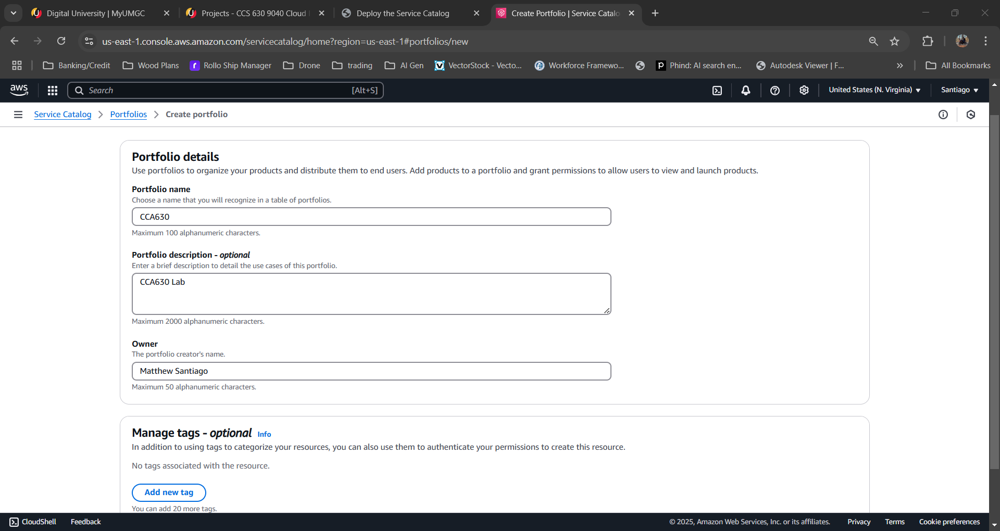 Digital University | MyUMGC
Projects - CCS 630 9040 Cloud
Deploy the Service Catalog
Create Portfolio | Service Catalo
us-east-1.console.aws.amazon.com/servicecatalog/home?region=us-east-1#portfolios/new
Banking/Credit
Wood Plans
r
Rollo Ship Manager
Drone
trading
AI Gen
VectorStock - Vecto...
Workforce Framewo...
p
Phind: AI search en...
Autodesk Viewer | F...
»
All Bookmarks
aws
Search
[Alt+S]
United States (N. Virginia)
Santiago
Service Catalog
Portfolios
Create portfolio
Portfolio details
Use portfolios to organize your products and distribute them to end users. Add products to a portfolio and grant permissions to allow users to view and launch products.
Portfolio name
Choose a name that you will recognize in a table of portfolios.
CCA630
Maximum 100 alphanumeric characters.
Portfolio description - optional
Enter a brief description to detail the use cases of this portfolio.
CCA630 Lab
Maximum 2000 alphanumeric characters.
Owner
The portfolio creator's name.
Matthew Santiago
Maximum 50 alphanumeric characters.
Manage tags - optional Info
In addition to using tags to categorize your resources, you can also use them to authenticate your permissions to create this resource.
No tags associated with the resource.
Add new tag
You can add 20 more tags.
CloudShell
Feedback
© 2025, Amazon Web Services, Inc. or its affiliates.
Privacy
Terms
Cookie preferences